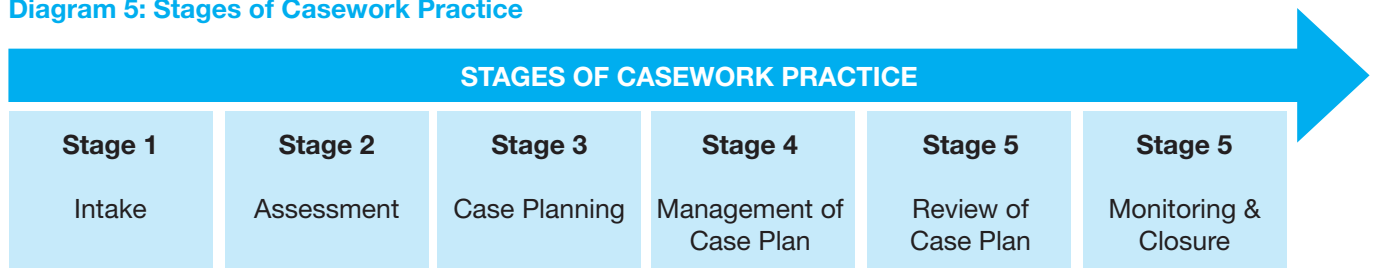 Diagram 5: Stages of Casework Practice
STAGES OF CASEWORK PRACTICE
Stage 1
Intake
Stage 2
Assessment
Stage 3
Case Planning
Stage 4
Management of
Case Plan
Stage 5
Review of
Case Plan
Stage 5
Monitoring &
Closure